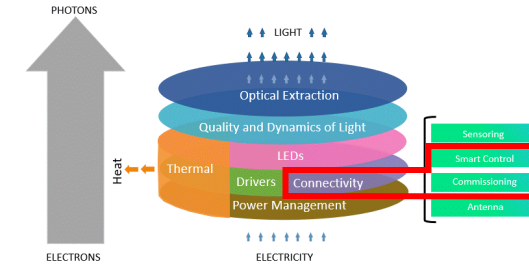 PHOTONS
LIGHT
Optical Extraction
Quality and Dynamics of Light
LEDs
Thermal
Heat
Drivers
Connectivity
Power Management
Sensoring
Smart Control
Commissioning
Antenna
ELECTRONS
ELECTRICITY